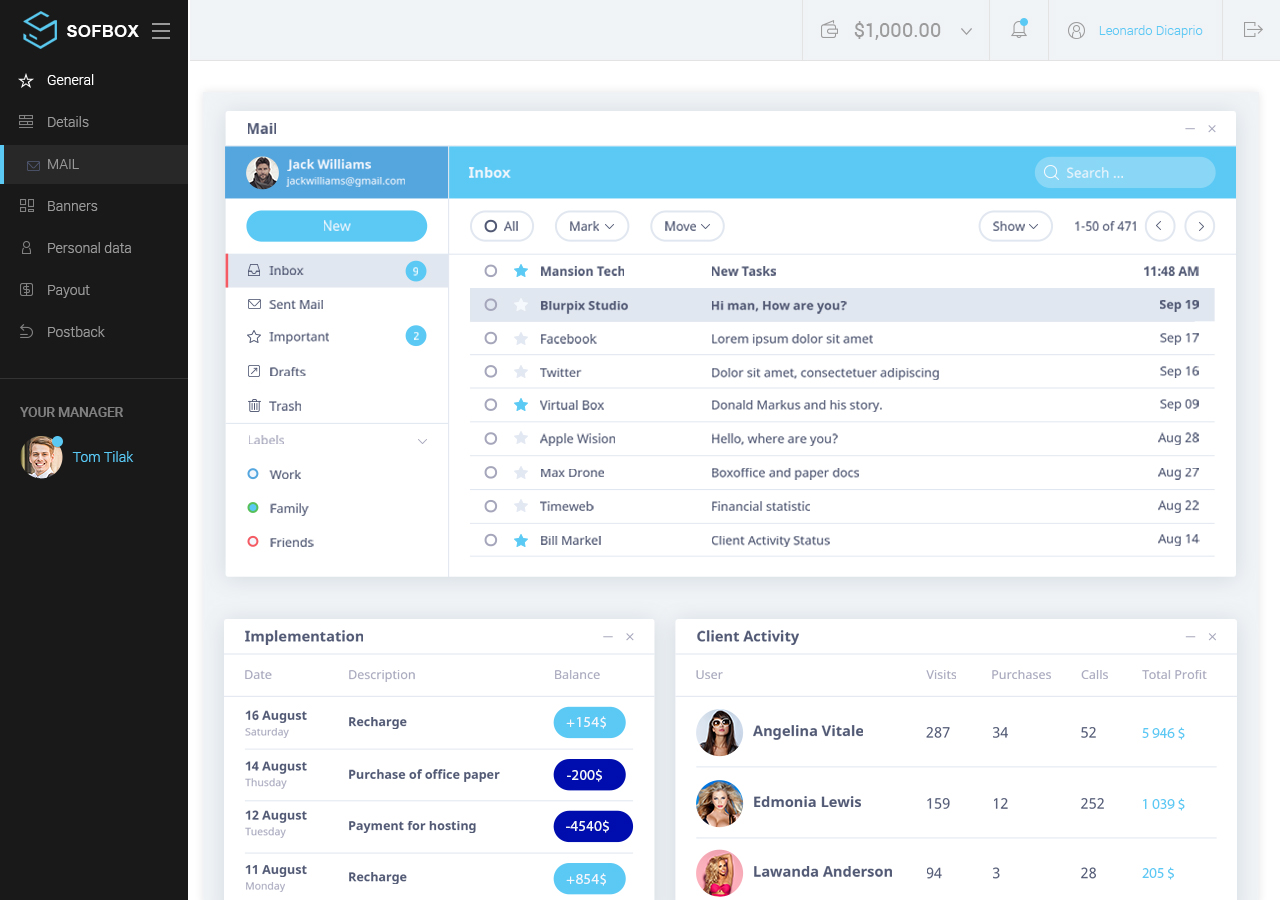 SOFBOX
$1,000.00
Leonardo Dicaprio
General
Details
MAIL
Banners
Personal data
Payout
Postback
YOUR MANAGER
Tom Tilak
Mail
Jack Williams
jackwilliams@gmail.com
Inbox
Search ...
New
All
Mark
Move
Show
1-50 of 471
Inbox 9
Sent Mail
Important 2
Drafts
Trash
Labels
Work
Family
Friends
Mansion Tech New Tasks 11:48 AM
Blurpix Studio Hi man, How are you? Sep 19
Facebook Lorem ipsum dolor sit amet Sep 17
Twitter Dolor sit amet, consectetuer adipiscing Sep 16
Virtual Box Donald Markus and his story. Sep 09
Apple Wision Hello, where are you? Aug 28
Max Drone Boxoffice and paper docs Aug 27
Timeweb Financial statistic Aug 22
Bill Markel Client Activity Status Aug 14
Implementation
Date Description Balance
16 August
Saturday
Recharge +154$
14 August
Thusday
Purchase of office paper -200$
12 August
Tuesday
Payment for hosting -4540$
11 August
Monday
Recharge +854$
Client Activity
User Visits Purchases Calls Total Profit
Angelina Vitale 287 34 52 5 946 $
Edmonia Lewis 159 12 252 1 039 $
Lawanda Anderson 94 3 28 205 $